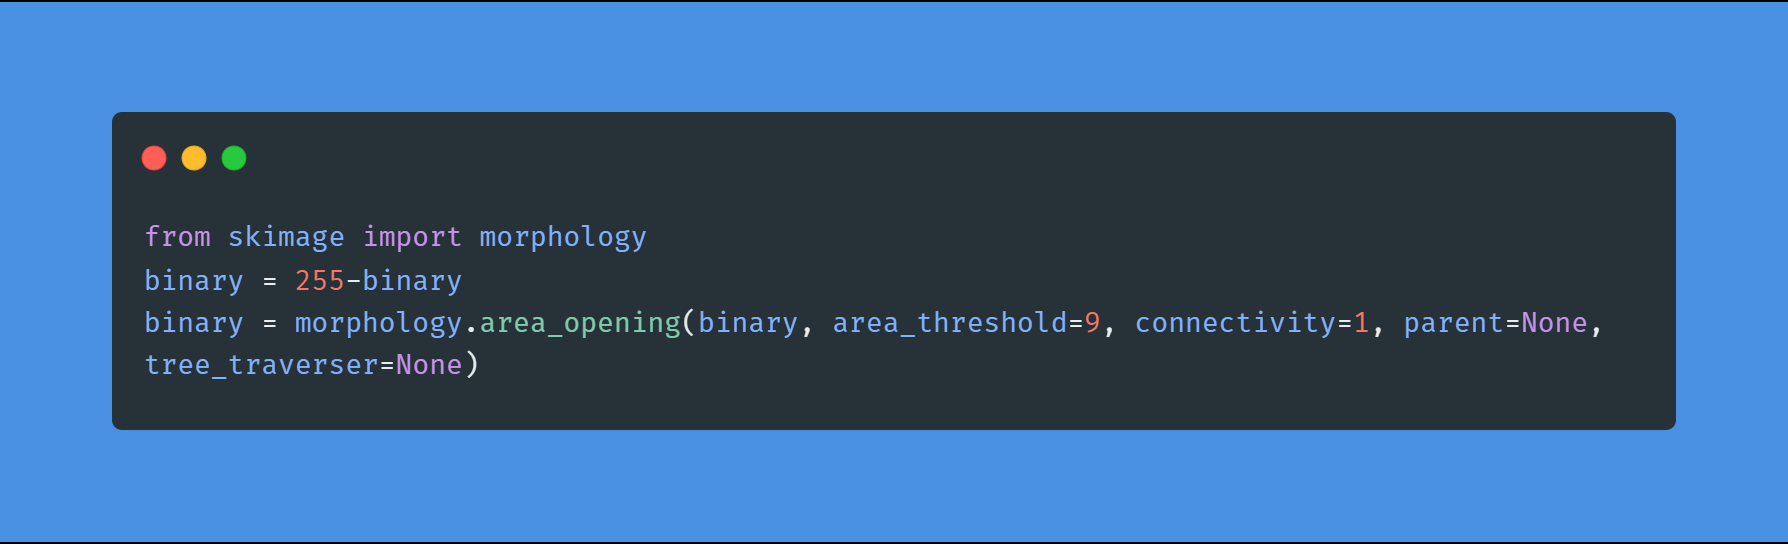 from skimage import morphology
binary = 255-binary
binary = morphology.area_opening(binary, area_threshold=9, connectivity=1, parent=None,
tree_traverser=None)